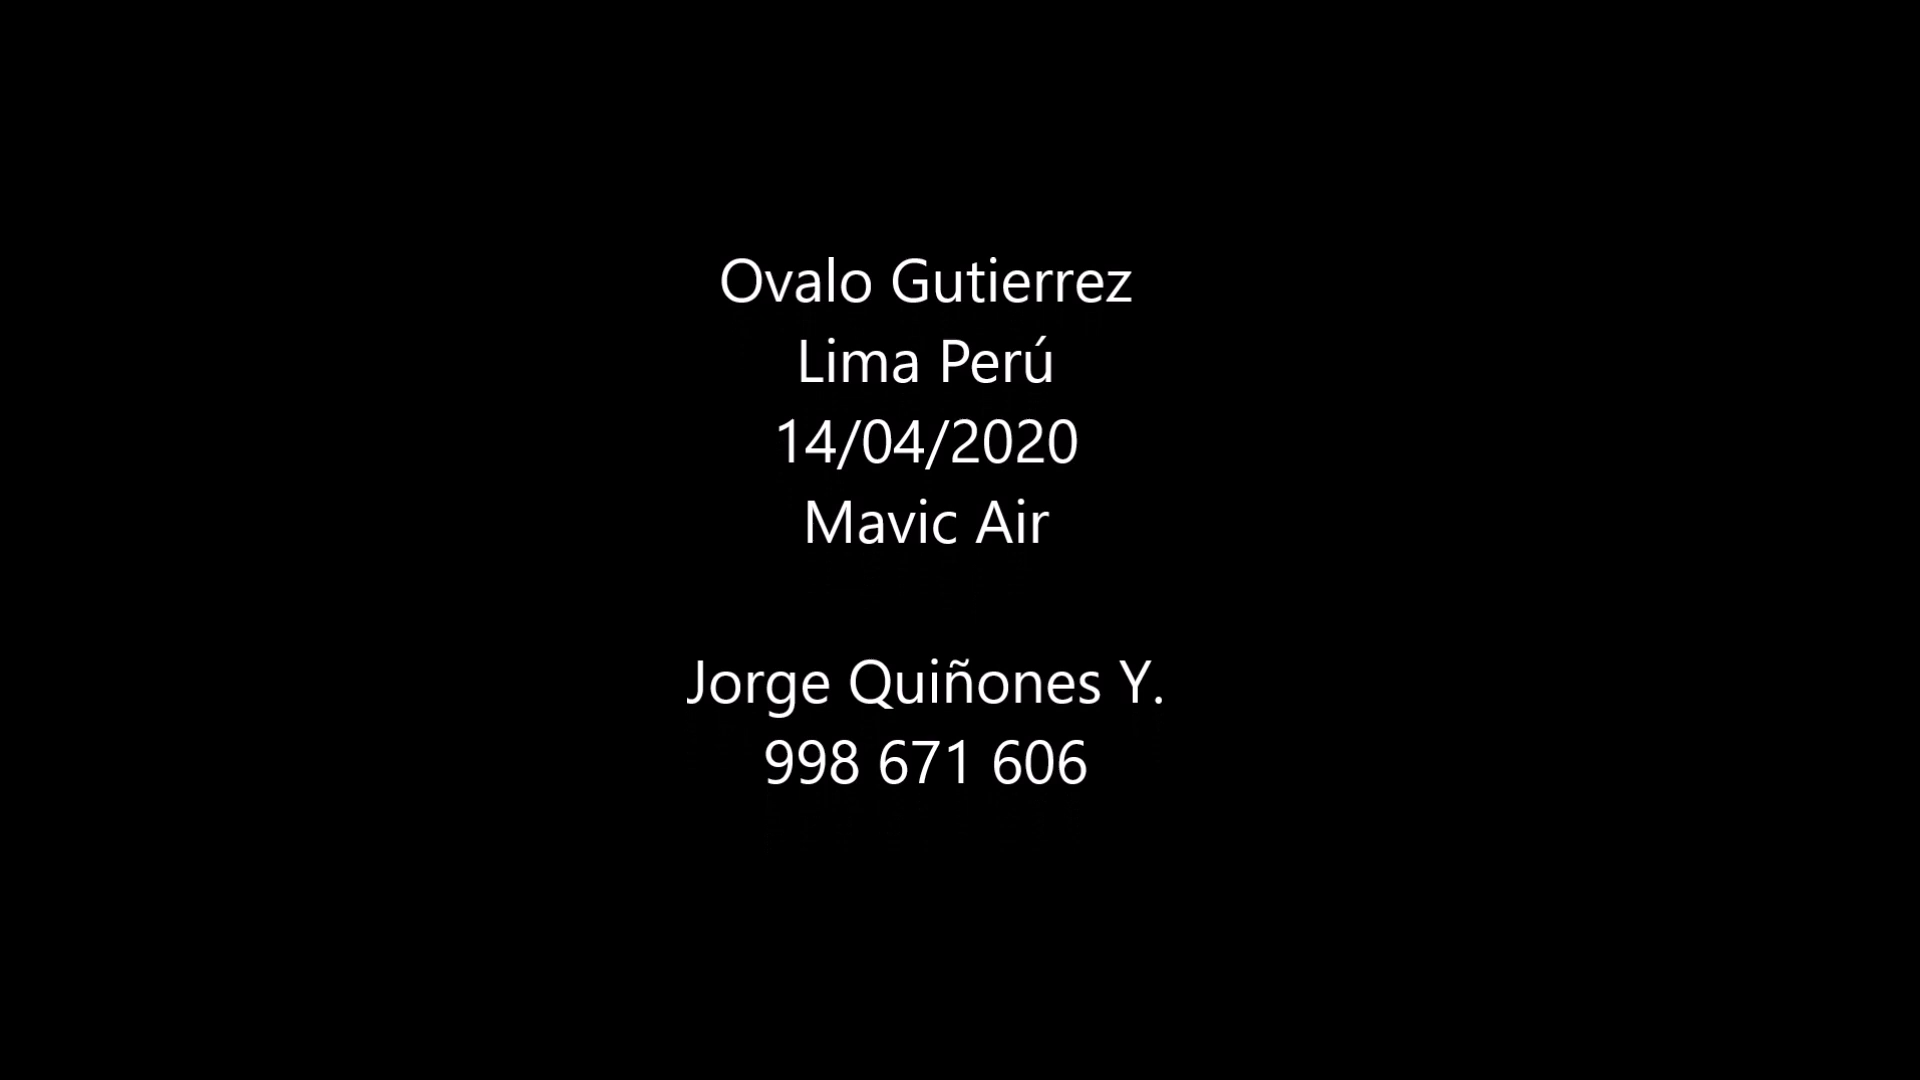 Ovalo Gutierrez
Lima Perú
14/04/2020
Mavic Air
Jorge Quiñones Y.
998 671 606